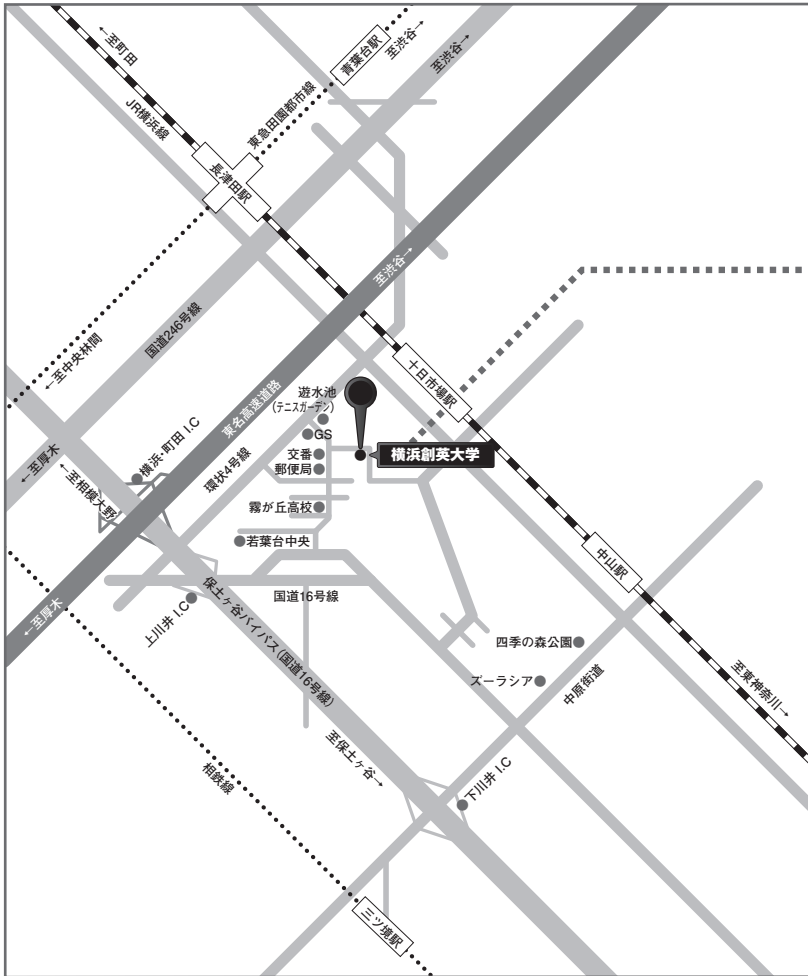 ←至町田
JR横浜線
東急田園都市線
青葉台駅
至渋谷→
至渋谷→
長津田駅
至渋谷→
国道246号線
←至中央林間
東名高速道路
十日市場駅
遊水池
(テニスガーデン)
GS
交番
郵便局
横浜創英大学
環状4号線
←至厚木
横浜・町田 I.C
←至相模大野
霧が丘高校
若葉台中央
国道16号線
中山駅
←至厚木
上川井 I.C
保土ヶ谷バイパス(国道16号線)
四季の森公園
ズーラシア
中原街道
至東神奈川→
至保土ヶ谷→
相鉄線
下川井 I.C
三ツ境駅